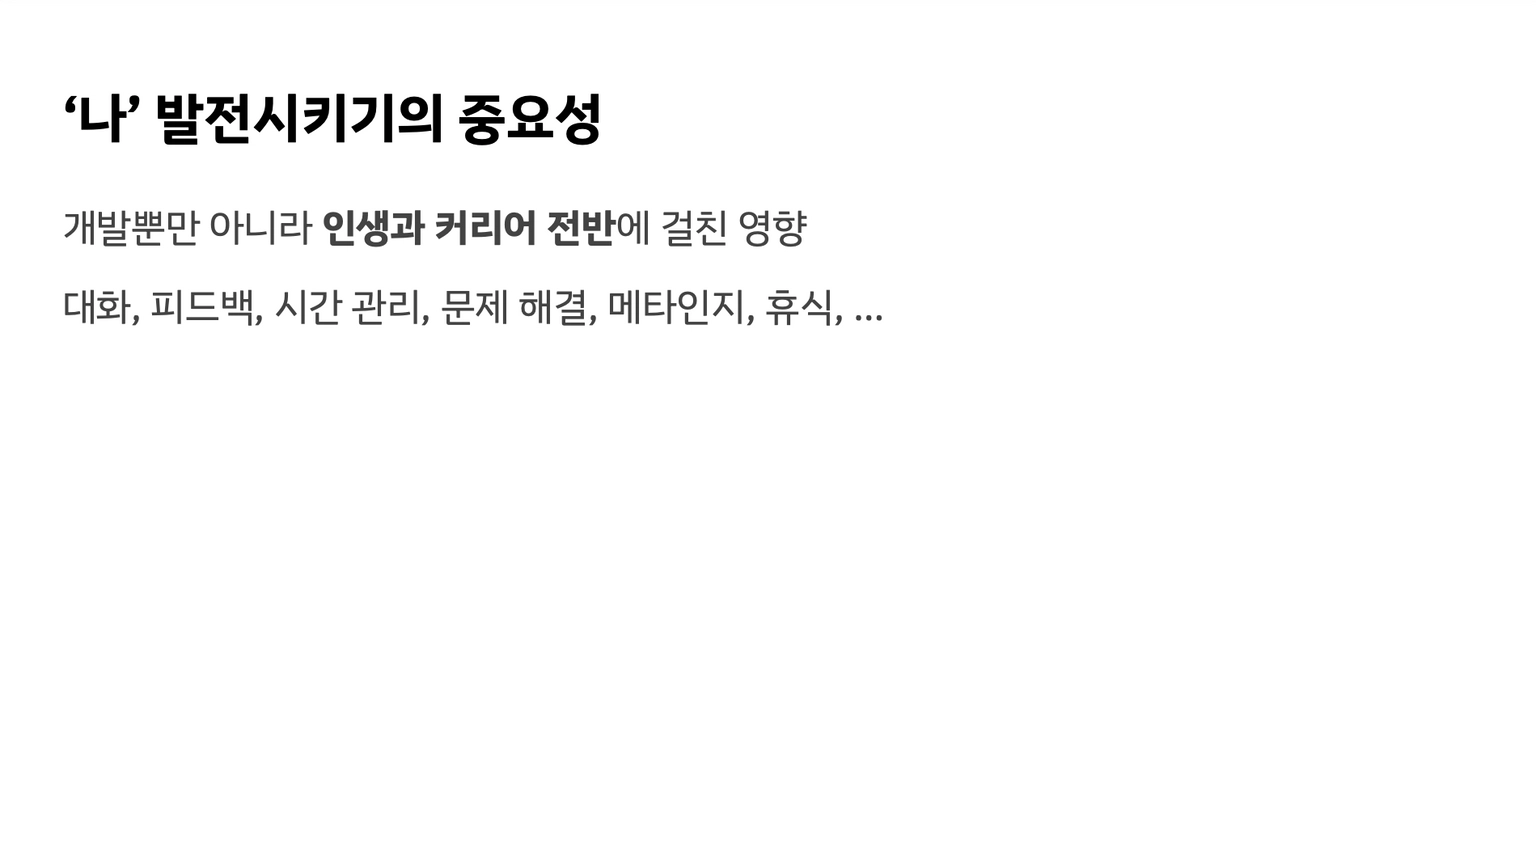 ‘나’ 발전시키기의 중요성
개발뿐만 아니라 인생과 커리어 전반에 걸친 영향
대화, 피드백, 시간 관리, 문제 해결, 메타인지, 휴식, ...